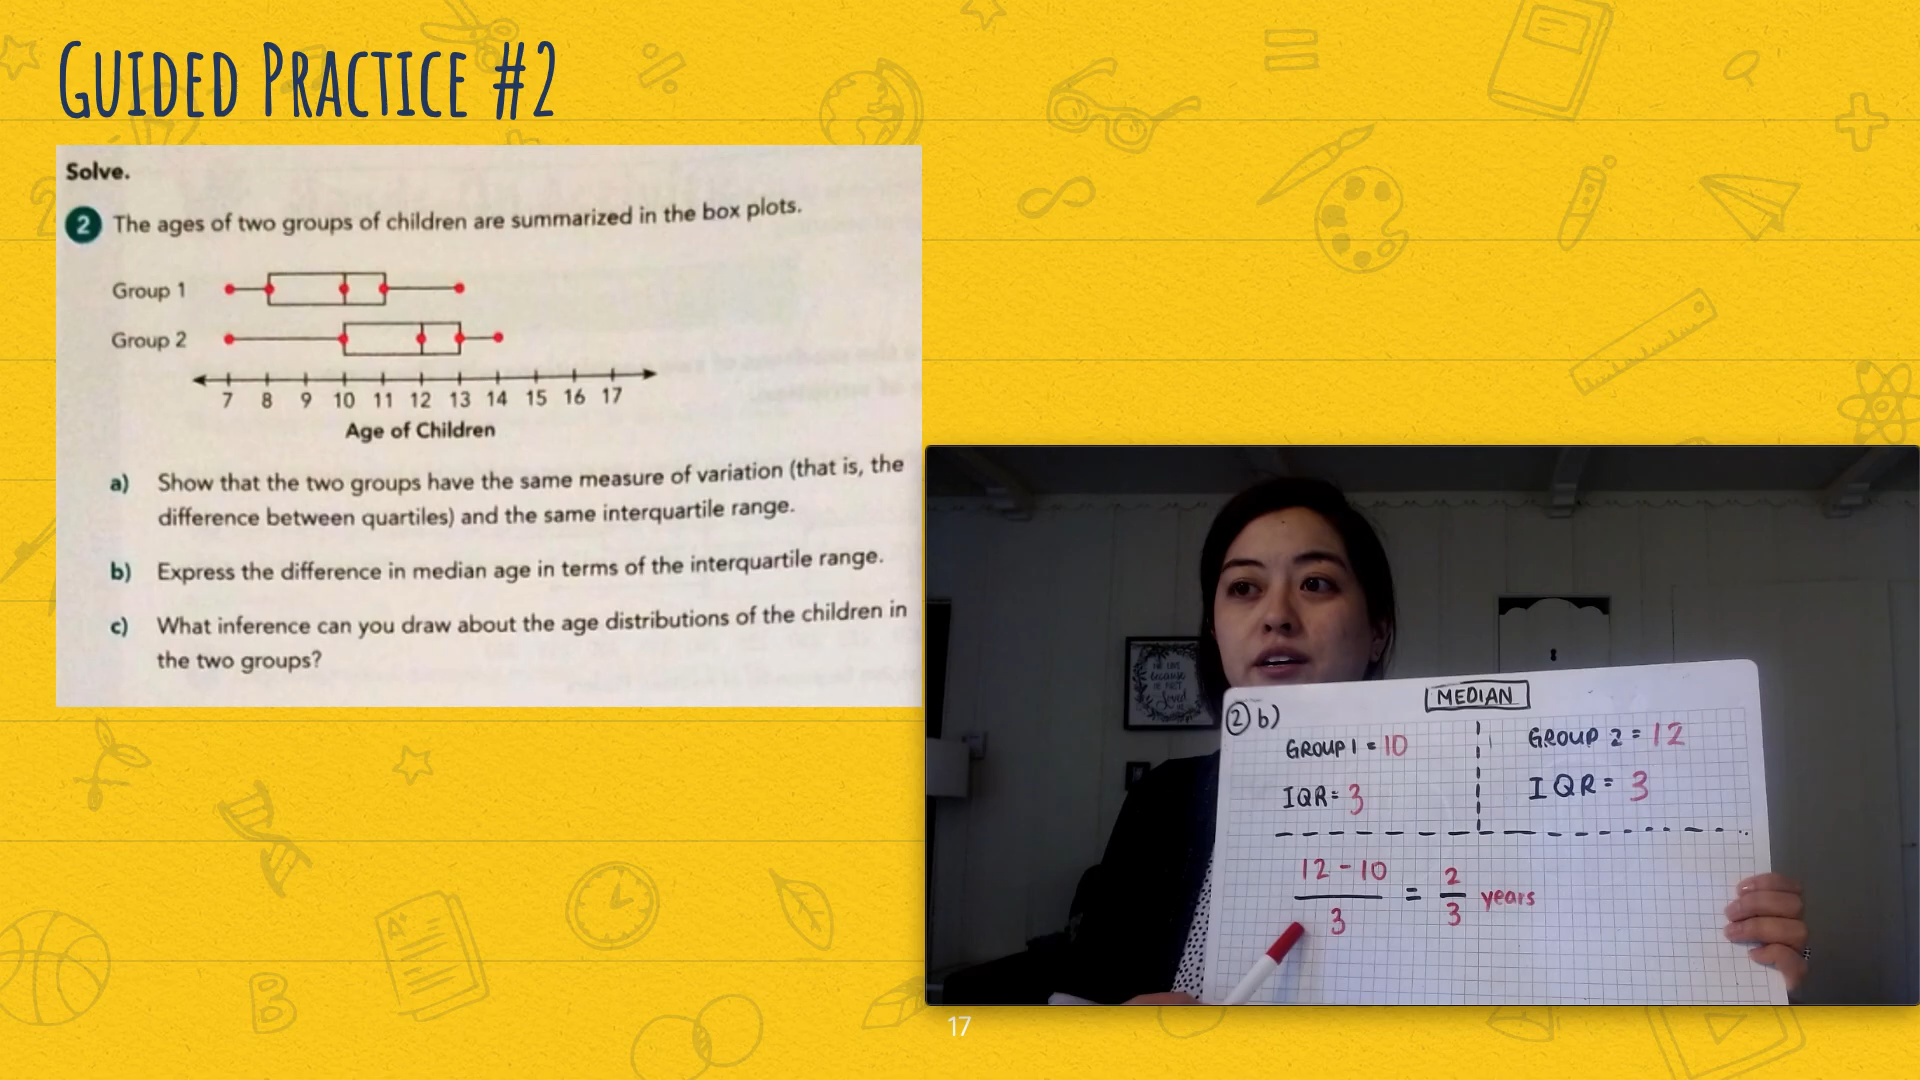 GUIDED PRACTICE #2
Solve.
2 The ages of two groups of children are summarized in the box plots.
Group 1
Group 2
7 8 9 10 11 12 13 14 15 16 17
Age of Children
a) Show that the two groups have the same measure of variation (that is, the
difference between quartiles) and the same interquartile range.
b) Express the difference in median age in terms of the interquartile range.
c) What inference can you draw about the age distributions of the children in
the two groups?
because
loved
MEDIAN
2 b)
GROUP 1 = 10
GROUP 2 = 12
IQR = 3
IQR = 3
12 - 10
3
=
2
3
years
A+
B
17